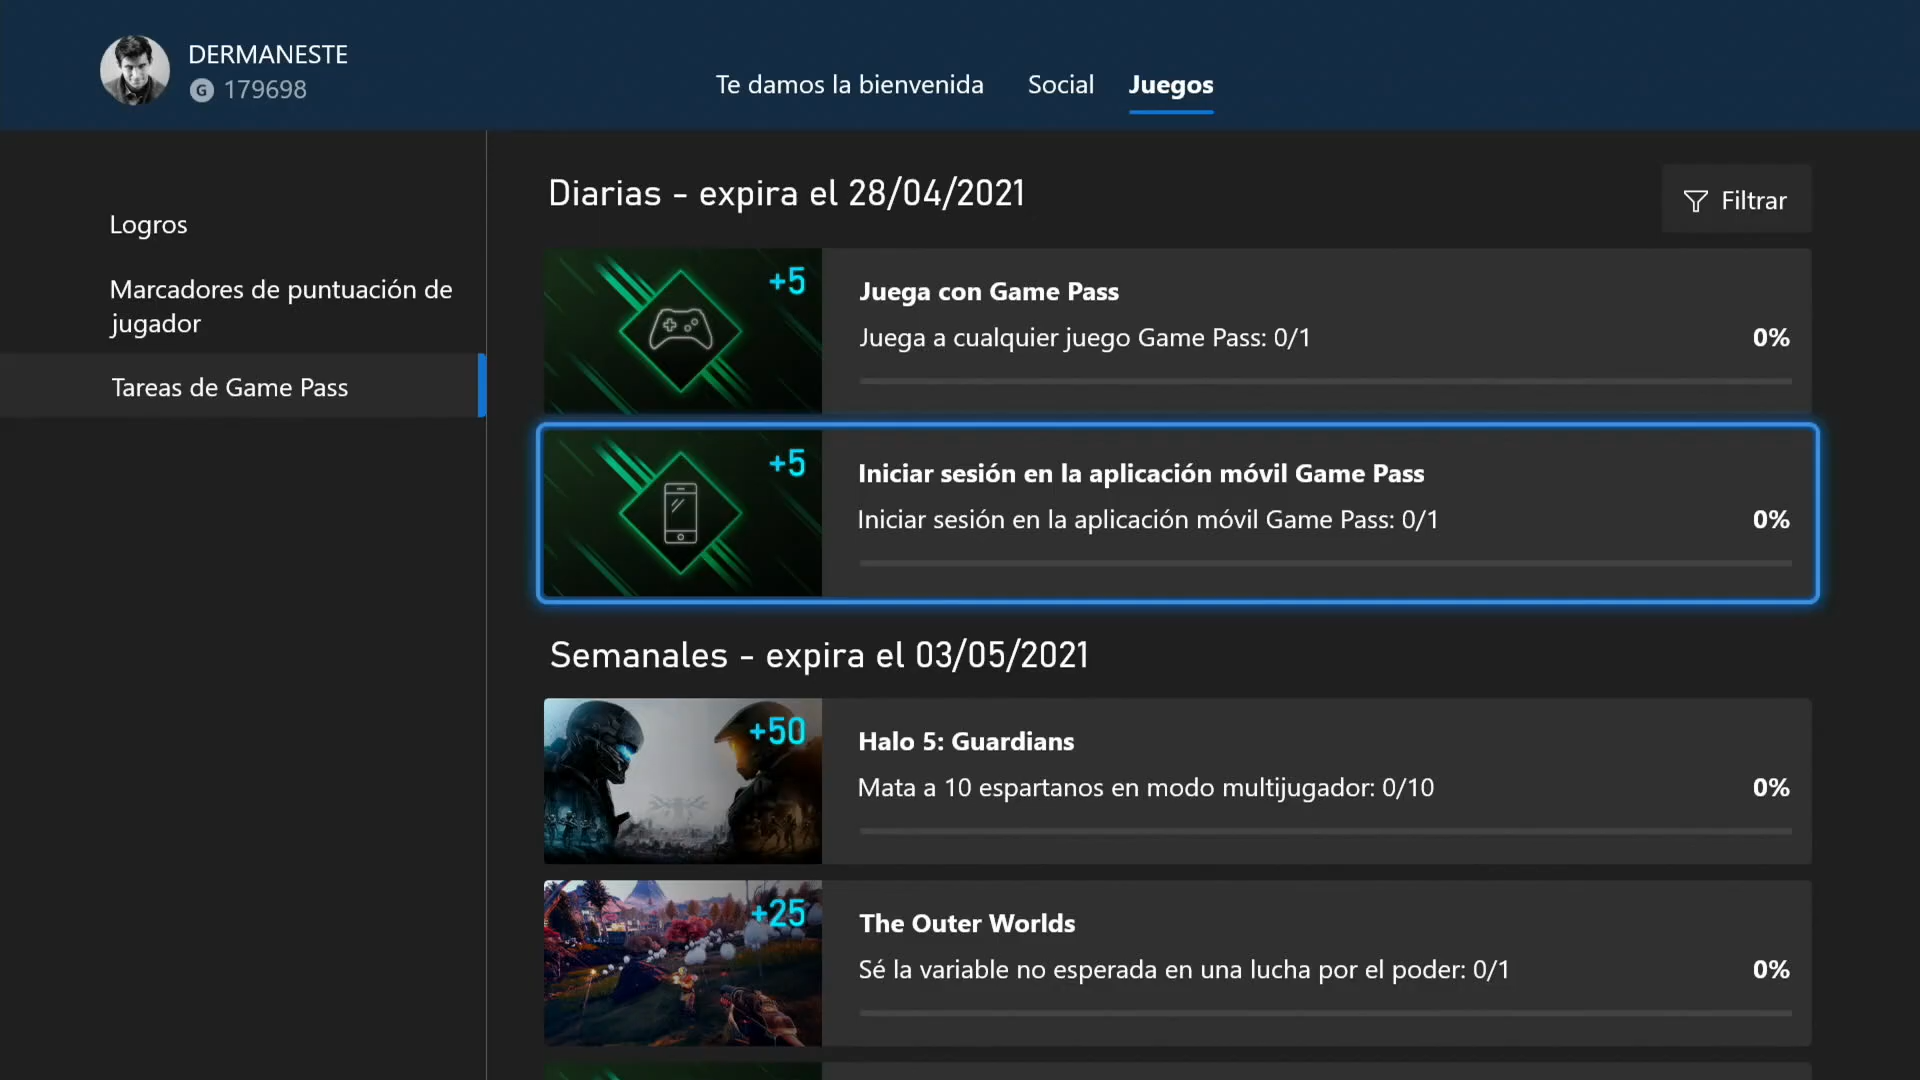 DERMANESTE
G 179698
Te damos la bienvenida
Social
Juegos
Logros
Marcadores de puntuación de
jugador
Tareas de Game Pass
Diarias - expira el 28/04/2021
Filtrar
+5
Juega con Game Pass
Juega a cualquier juego Game Pass: 0/1
0%
+5
Iniciar sesión en la aplicación móvil Game Pass
Iniciar sesión en la aplicación móvil Game Pass: 0/1
0%
Semanales - expira el 03/05/2021
+50
Halo 5: Guardians
Mata a 10 espartanos en modo multijugador: 0/10
0%
+25
The Outer Worlds
Sé la variable no esperada en una lucha por el poder: 0/1
0%